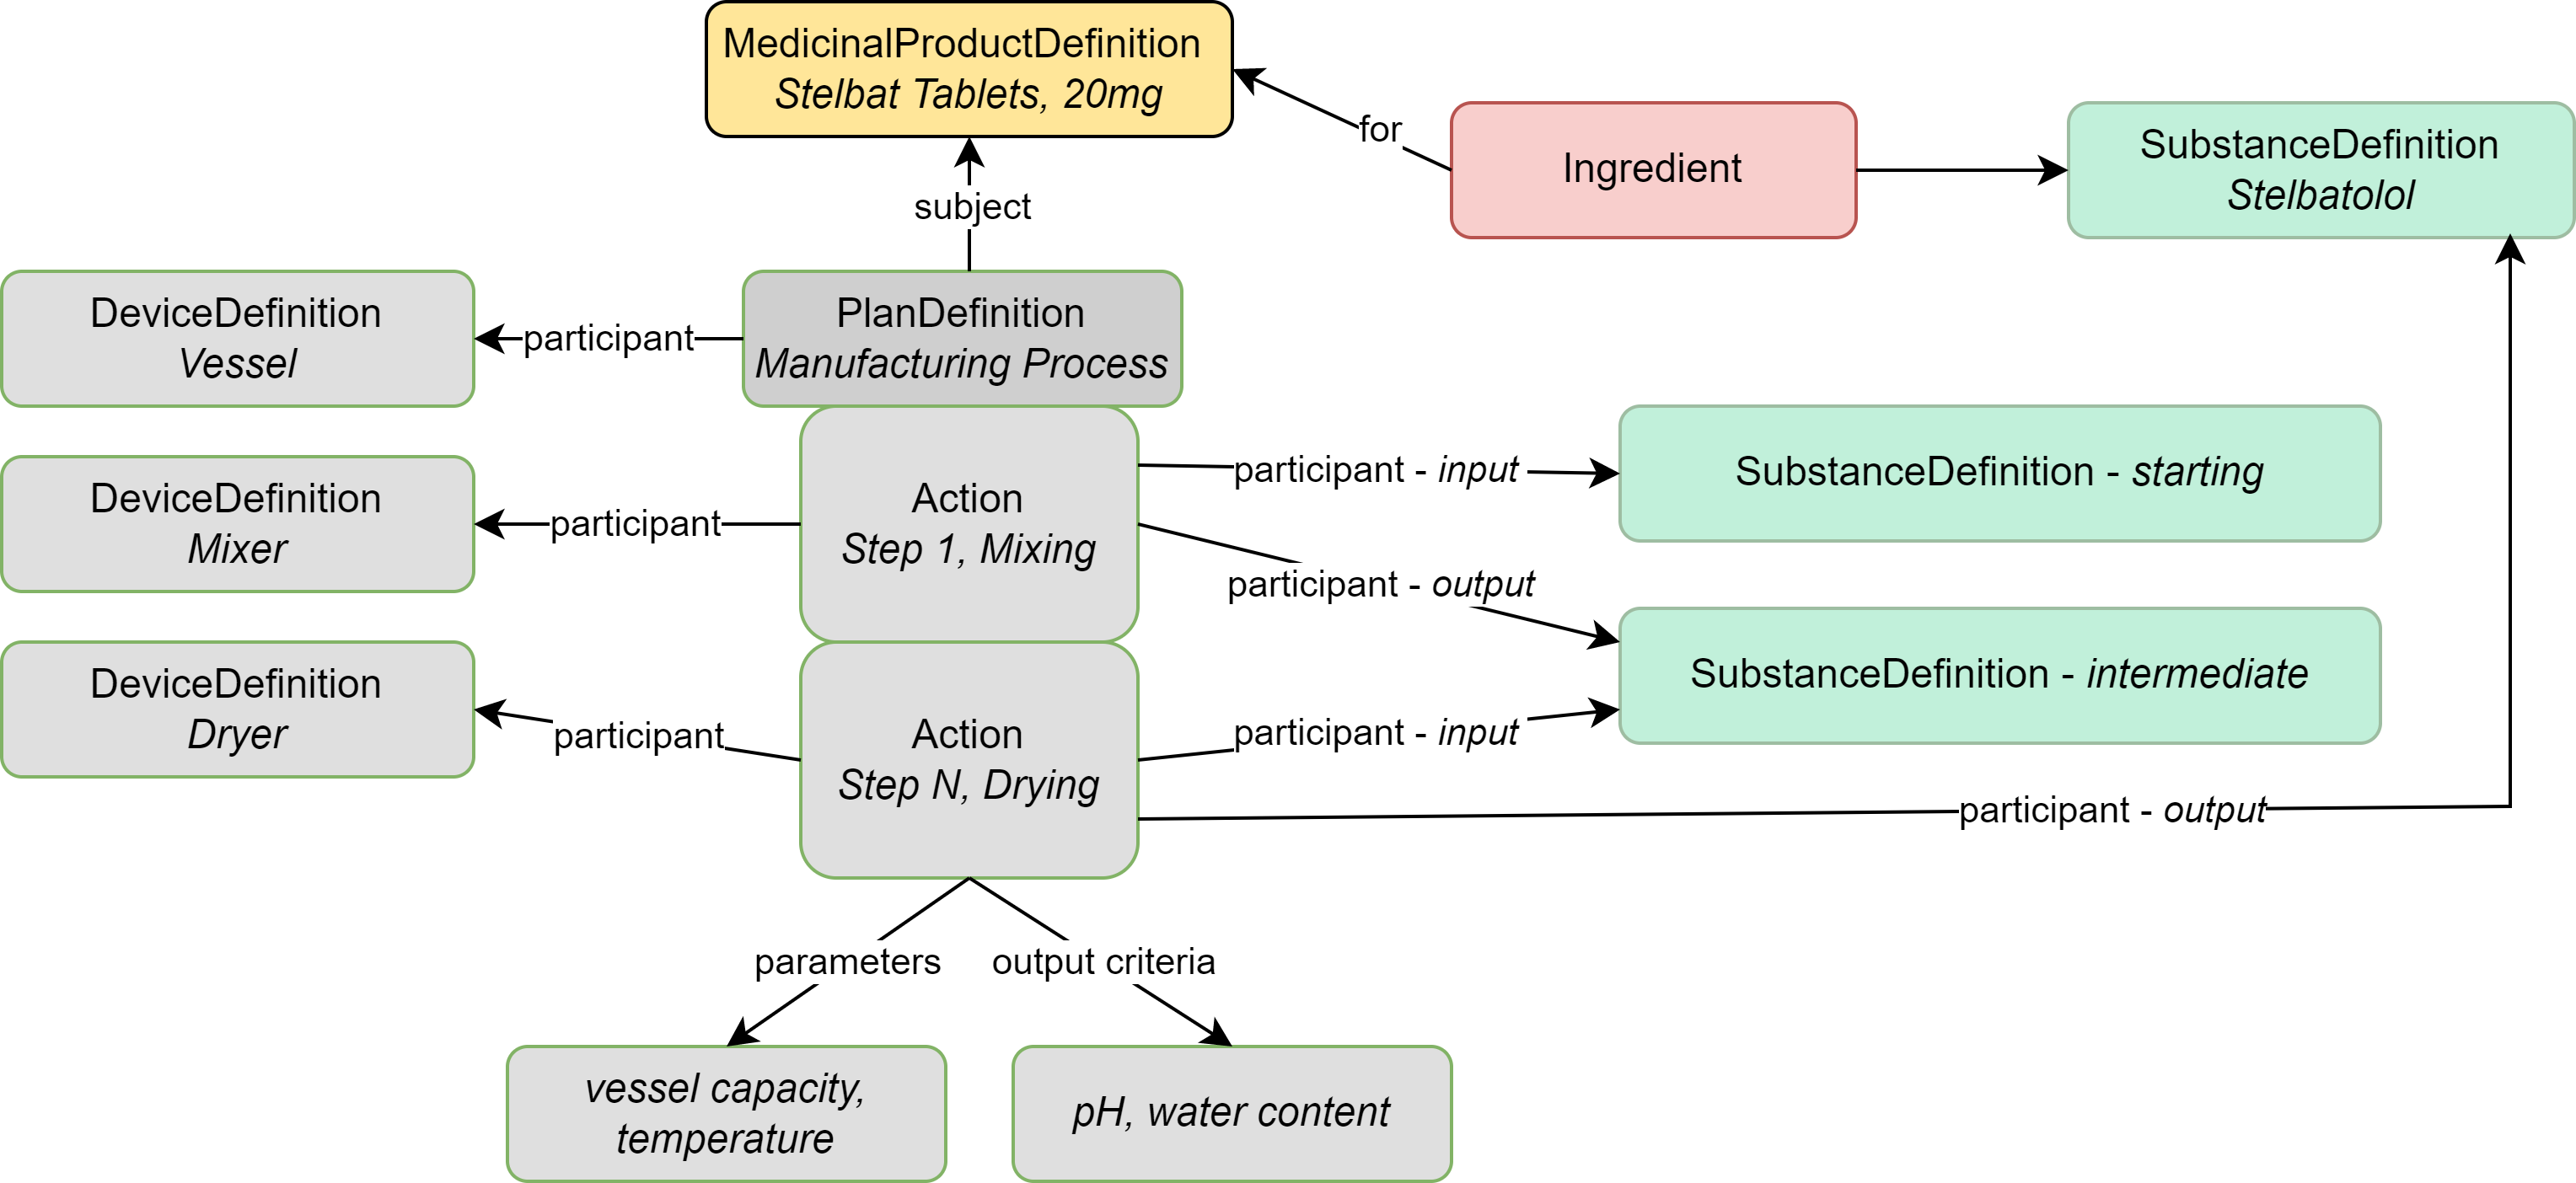 MedicinalProductDefinition
Stelbat Tablets, 20mg
for
Ingredient
SubstanceDefinition
Stelbatolol
subject
DeviceDefinition
Vessel
participant
PlanDefinition
Manufacturing Process
DeviceDefinition
Mixer
participant
Action
Step 1, Mixing
participant - input
SubstanceDefinition - starting
participant - output
DeviceDefinition
Dryer
participant
Action
Step N, Drying
participant - input
SubstanceDefinition - intermediate
participant - output
parameters
output criteria
vessel capacity,
temperature
pH, water content